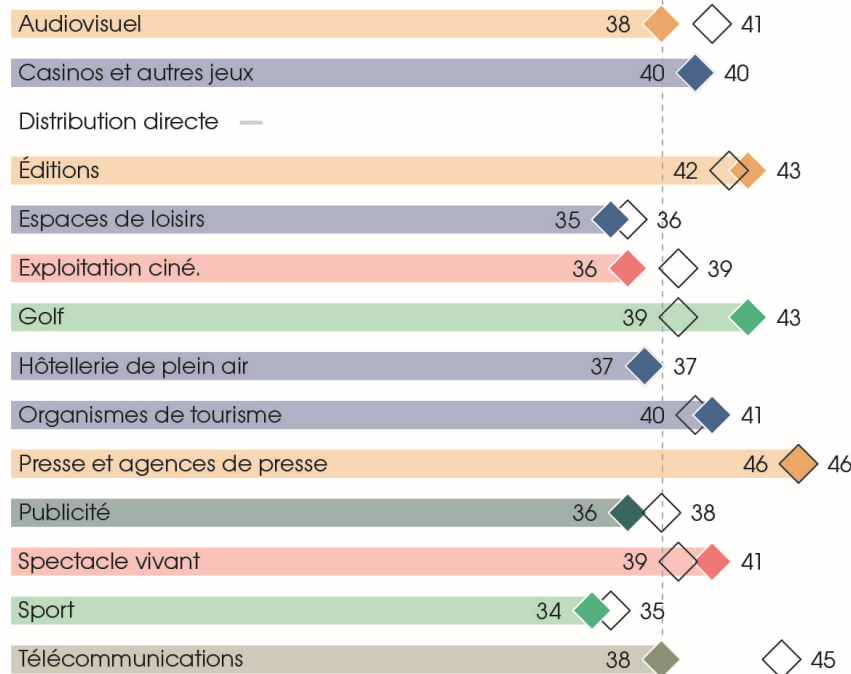 Audiovisuel 38 41
Casinos et autres jeux 40 40
Distribution directe —
Éditions 42 43
Espaces de loisirs 35 36
Exploitation ciné. 36 39
Golf 39 43
Hôtellerie de plein air 37 37
Organismes de tourisme 40 41
Presse et agences de presse 46 46
Publicité 36 38
Spectacle vivant 39 41
Sport 34 35
Télécommunications 38 45